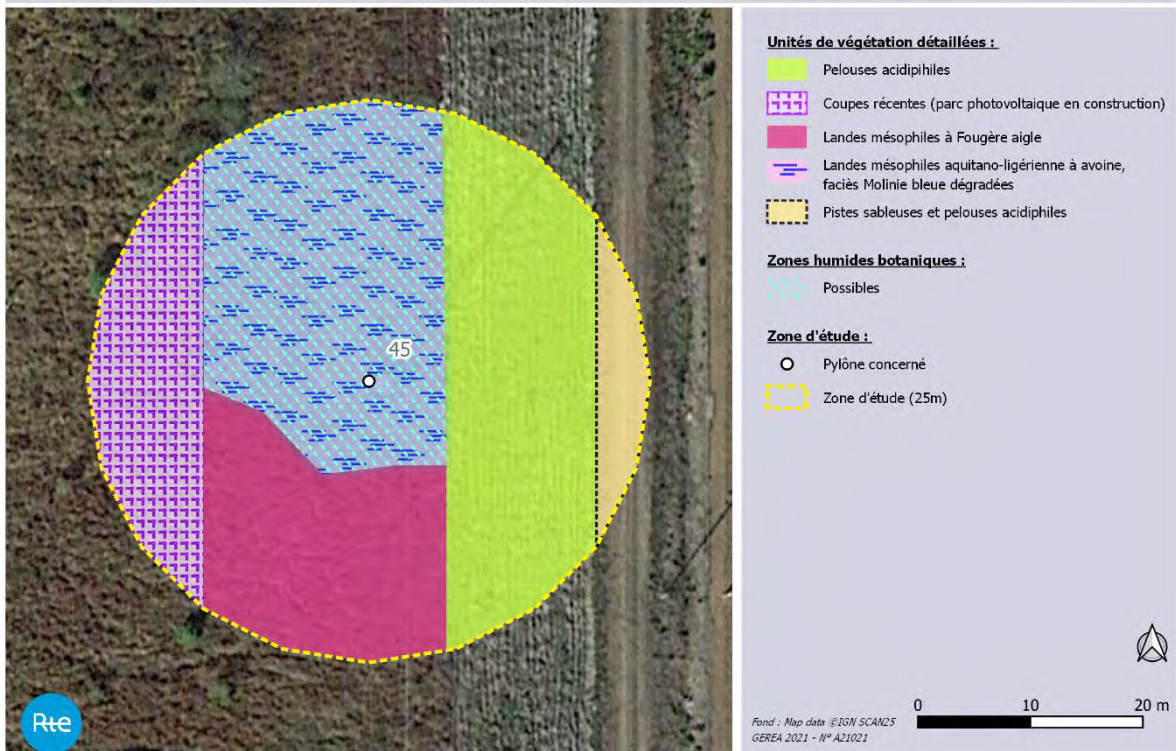 Unités de végétation détaillées :
Pelouses acidipihiles
Coupes récentes (parc photovoltaique en construction)
Landes mésophiles à Fougère aigle
Landes mésophiles aquitano-ligérienne à avoine,
faciès Molinie bleue dégradées
Pistes sableuses et pelouses acidiphiles
Zones humides botaniques :
Possibles
Zone d'étude :
Pylône concerné
Zone d'étude (25m)
45
Rte
Fond : Map data ©IGN SCAN25
GEREA 2021 - N° A21021
0 10 20 m